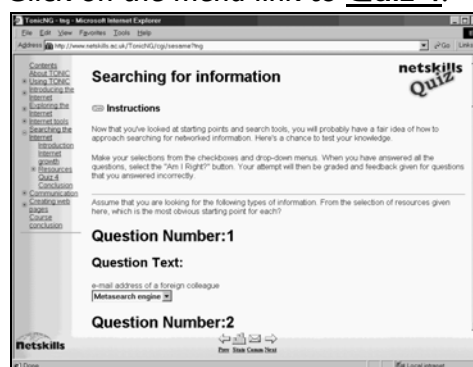 Click on the menu link to Quiz 4.
TonicNG - tng - Microsoft Internet Explorer
File Edit View Favorites Tools Help
Address http://www.netskills.ac.uk/TonicNG/cgi/sesame?tng
Go Links
Contents
About TONIC
Using TONIC
Introducing the Internet
Exploring the Internet
Internet tools
Searching the Internet
Introduction
Internet growth
Resources
Quiz 4
Conclusion
Communication
Creating web pages
Course conclusion
netskills
Quiz
Searching for information
Instructions
Now that you've looked at starting points and search tools, you will probably have a fair idea of how to
approach searching for networked information. Here's a chance to test your knowledge.
Make your selections from the checkboxes and drop-down menus. When you have answered all the
questions, select the "Am I Right?" button. Your attempt will then be graded and feedback given for questions
that you answered incorrectly.
Assume that you are looking for the following types of information. From the selection of resources given
here, which is the most obvious starting point for each?
Question Number:1
Question Text:
e-mail address of a foreign colleague
Metasearch engine
Question Number:2
netskills
Prev Train Comm Next
Done
Local intranet